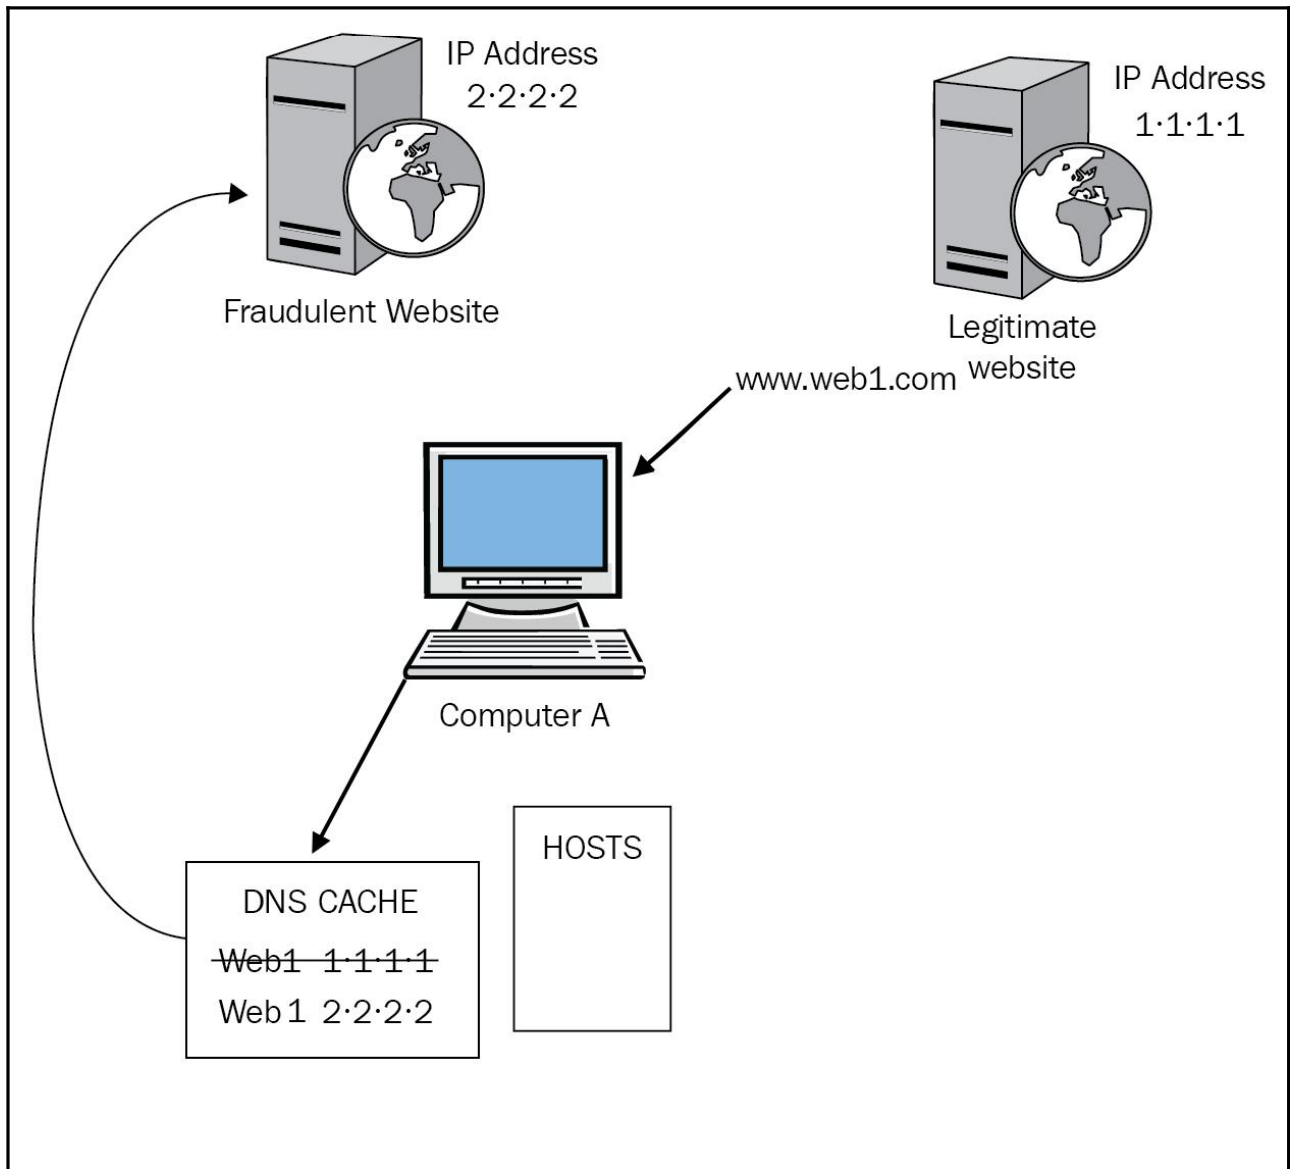 IP Address
2·2·2·2
IP Address
1·1·1·1
Fraudulent Website
Legitimate
website
www.web1.com
Computer A
HOSTS
DNS CACHE
Web1 1·1·1·1
Web1 2·2·2·2